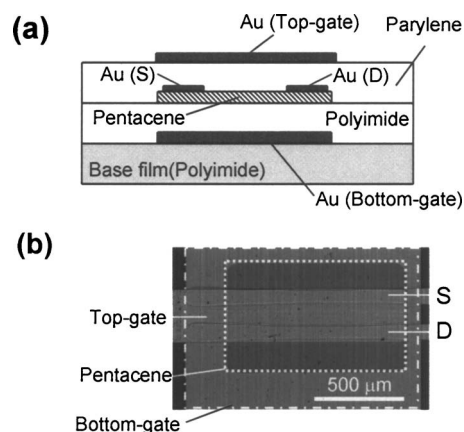 (a)
Au (Top-gate)
Parylene
Au (S)
Au (D)
Pentacene
Polyimide
Base film(Polyimide)
Au (Bottom-gate)
(b)
Top-gate
S
D
Pentacene
500 μm
Bottom-gate